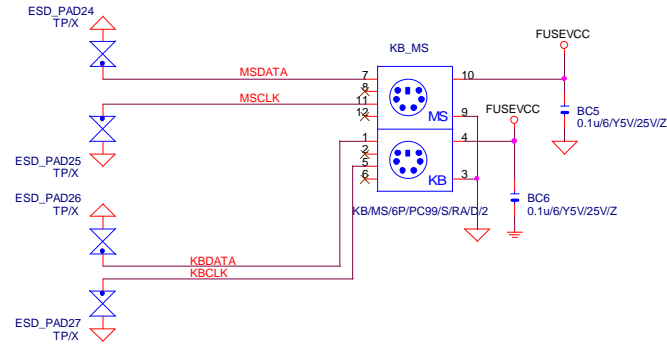 ESD_PAD24
TP/X
FUSEVCC
KB_MS
MSDATA
7
10
8
MSCLK
11
12
MS
9
FUSEVCC
BC5
0.1u/6/Y5V/25V/Z
1
4
2
5
6
KB
3
ESD_PAD25
TP/X
ESD_PAD26
TP/X
BC6
0.1u/6/Y5V/25V/Z
KB/MS/6P/PC99/S/RA/D/2
KBDATA
KBCLK
ESD_PAD27
TP/X